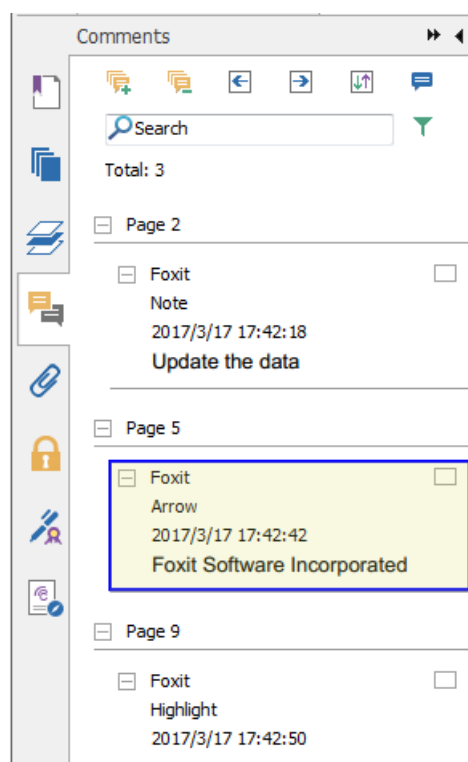 Comments
Search
Total: 3
Page 2
Foxit
Note
2017/3/17 17:42:18
Update the data
Page 5
Foxit
Arrow
2017/3/17 17:42:42
Foxit Software Incorporated
Page 9
Foxit
Highlight
2017/3/17 17:42:50